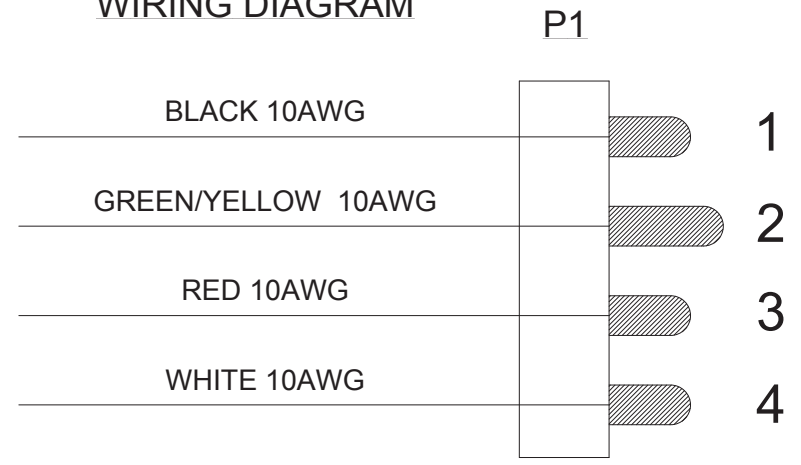 WIRING DIAGRAM
P1
BLACK 10AWG
1
GREEN/YELLOW 10AWG
2
RED 10AWG
3
WHITE 10AWG
4